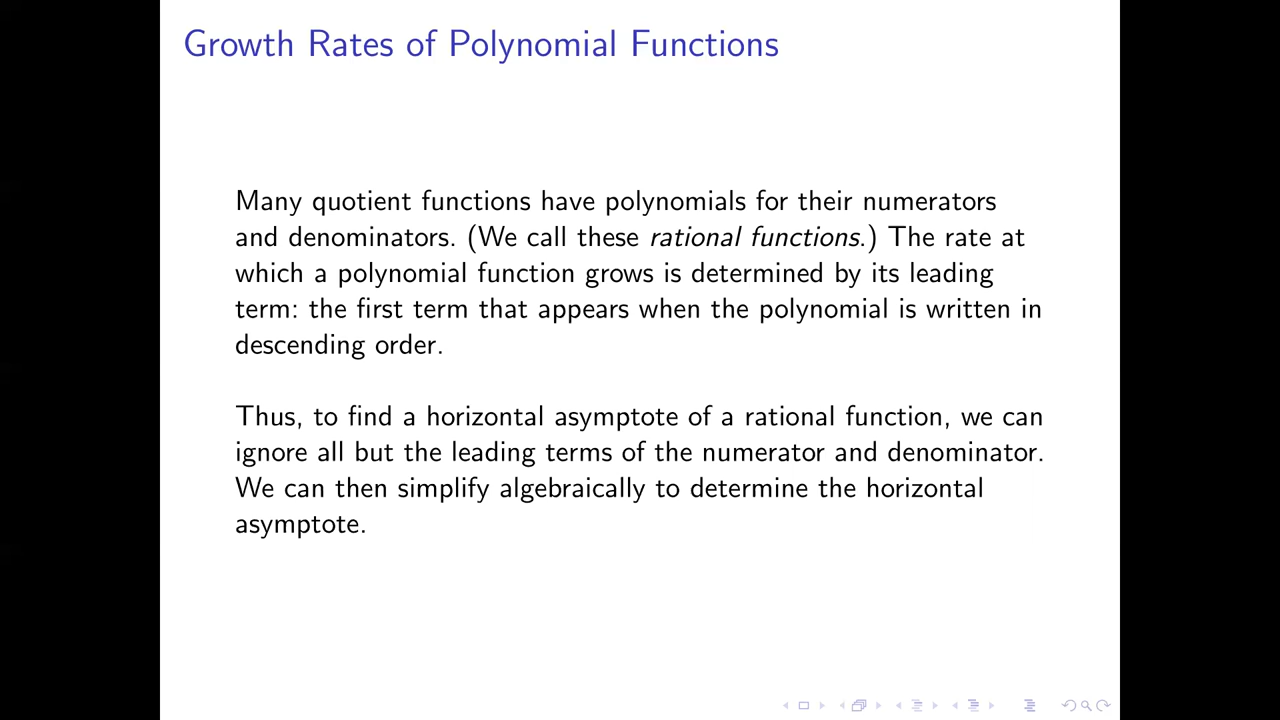 Growth Rates of Polynomial Functions
Many quotient functions have polynomials for their numerators
and denominators. (We call these rational functions.) The rate at
which a polynomial function grows is determined by its leading
term: the first term that appears when the polynomial is written in
descending order.
Thus, to find a horizontal asymptote of a rational function, we can
ignore all but the leading terms of the numerator and denominator.
We can then simplify algebraically to determine the horizontal
asymptote.